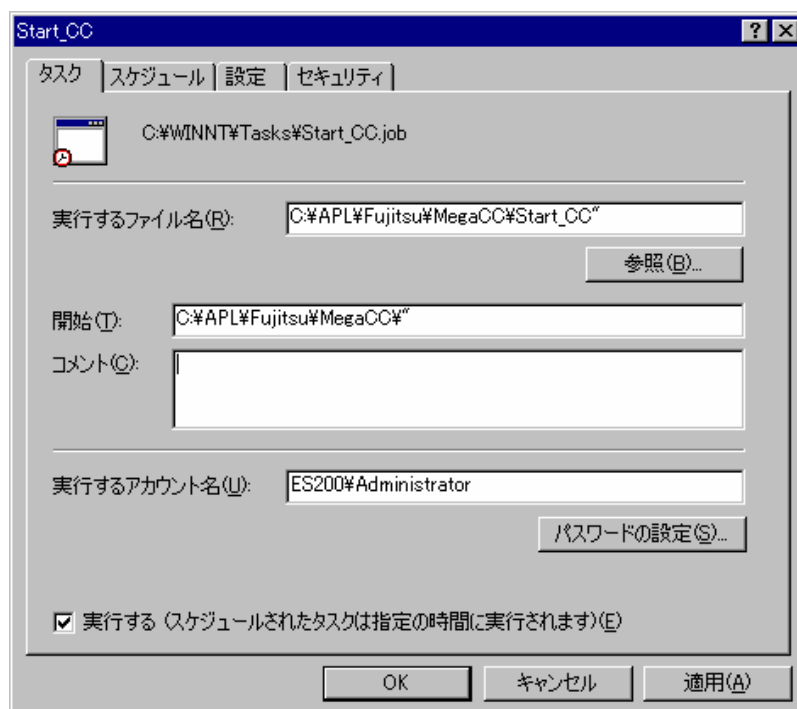 Start_CC
タスク スケジュール 設定 セキュリティ
C:¥WINNT¥Tasks¥Start_CC.job
実行するファイル名(R): C:¥APL¥Fujitsu¥MegaCC¥Start_CC"
参照(B)...
開始(T): C:¥APL¥Fujitsu¥MegaCC¥"
コメント(C):
実行するアカウント名(U): ES200¥Administrator
パスワードの設定(S)...
実行する (スケジュールされたタスクは指定の時間に実行されます)(E)
OK キャンセル 適用(A)